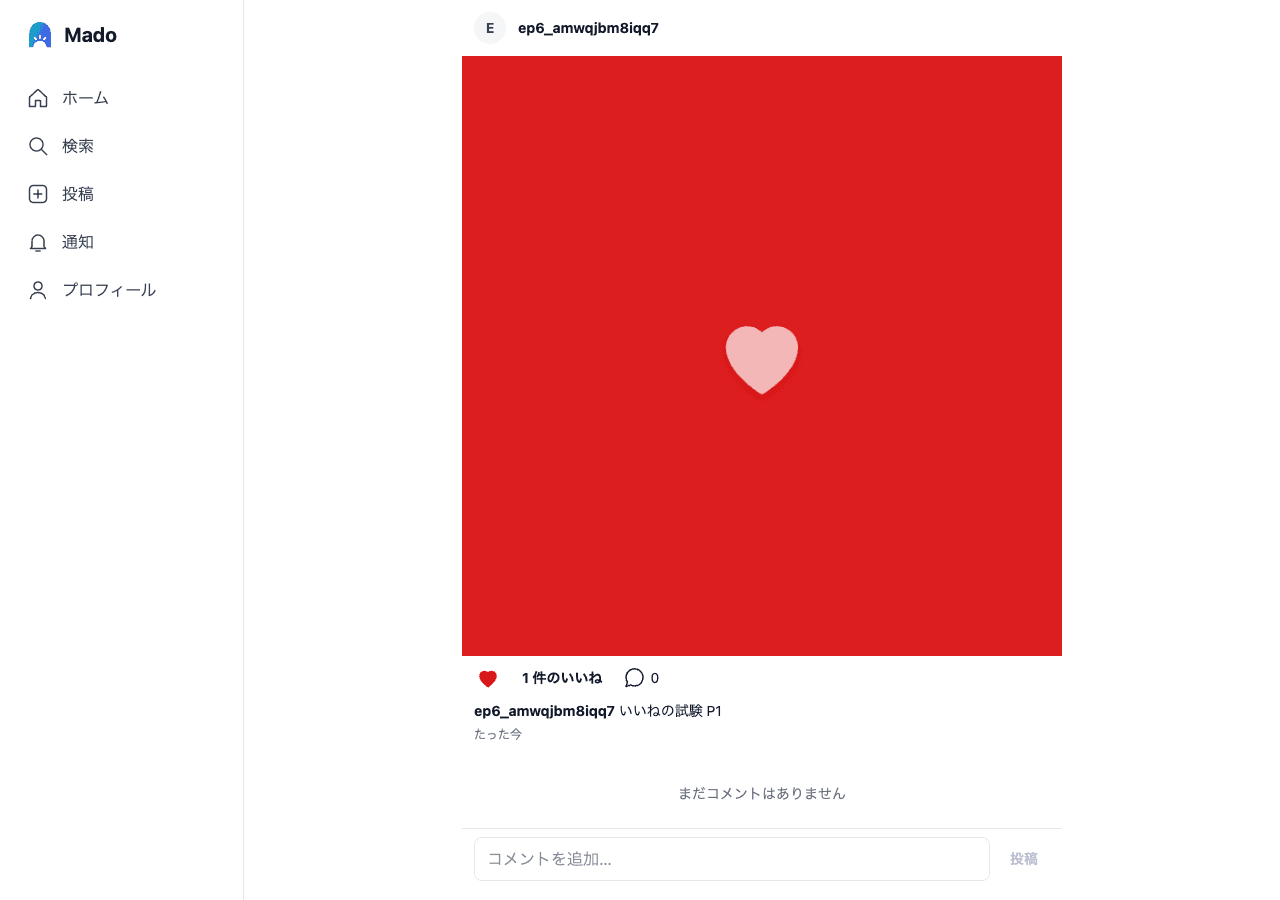 Mado
ホーム
検索
投稿
通知
プロフィール
E ep6_amwqjbm8iqq7
1 件のいいね 0
ep6_amwqjbm8iqq7 いいねの試験 P1
たった今
まだコメントはありません
コメントを追加... 投稿